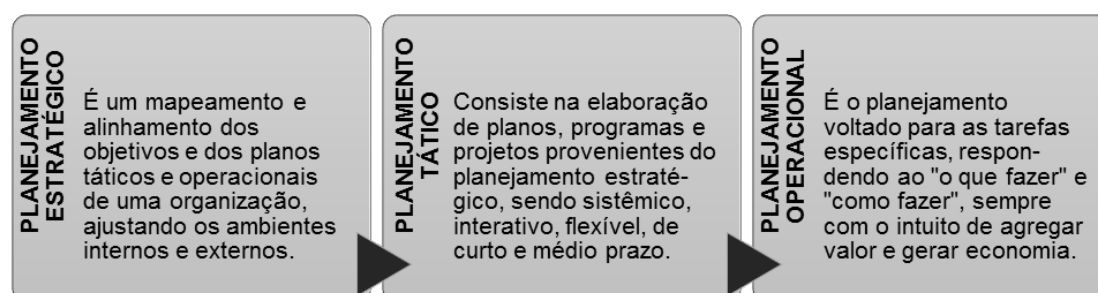 PLANEJAMENTO
ESTRATÉGICO
É um mapeamento e
alinhamento dos
objetivos e dos planos
táticos e operacionais
de uma organização,
ajustando os ambientes
internos e externos.
PLANEJAMENTO
TÁTICO
Consiste na elaboração
de planos, programas e
projetos provenientes do
planejamento estraté-
gico, sendo sistêmico,
interativo, flexível, de
curto e médio prazo.
PLANEJAMENTO
OPERACIONAL
É o planejamento
voltado para as tarefas
específicas, respon-
dendo ao "o que fazer" e
"como fazer", sempre
com o intuito de agregar
valor e gerar economia.